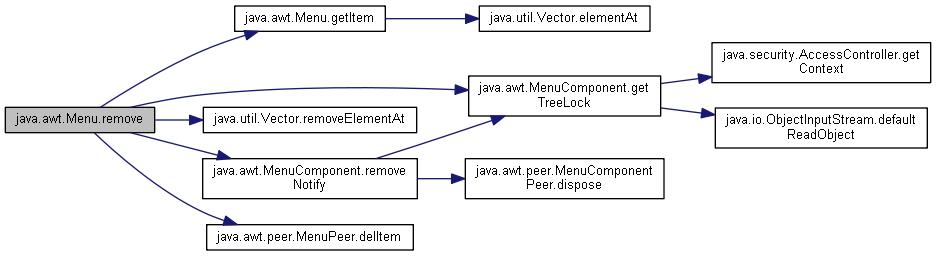 java.awt.Menu.getItem
java.util.Vector.elementAt
java.security.AccessController.get
Context
java.awt.MenuComponent.get
TreeLock
java.awt.Menu.remove
java.util.Vector.removeElementAt
java.io.ObjectInputStream.default
ReadObject
java.awt.MenuComponent.remove
Notify
java.awt.peer.MenuComponent
Peer.dispose
java.awt.peer.MenuPeer.delItem